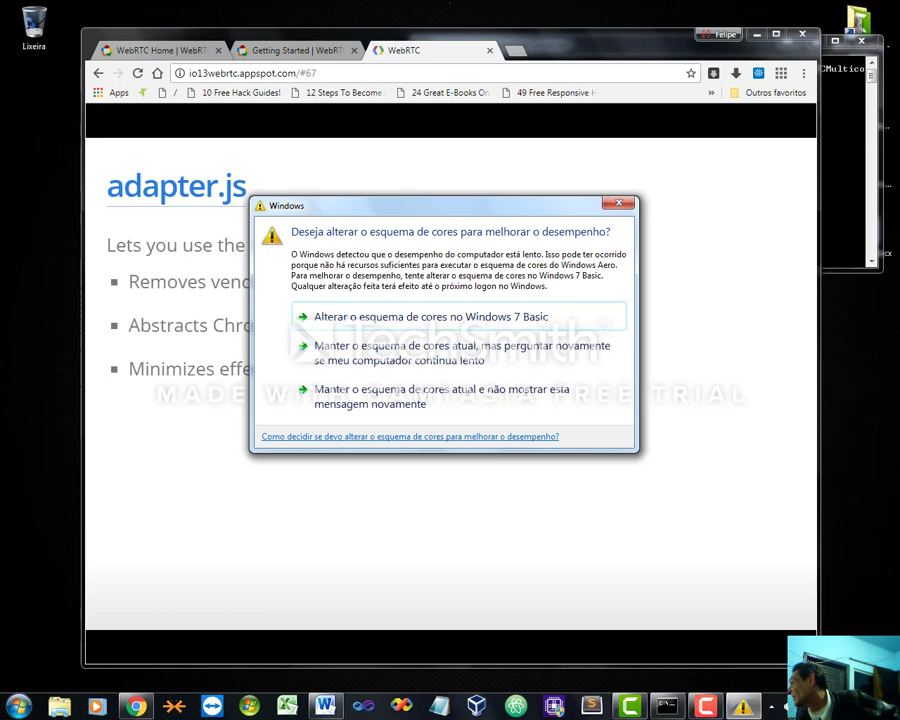 Lixeira
WebRTC Home | WebRT
Getting Started | WebRT
WebRTC
Felipe
io13webrtc.appspot.com/#67
Apps
/
10 Free Hack Guides!
12 Steps To Become
24 Great E-Books On
49 Free Responsive H
»
Outros favoritos
CMultico
adapter.js
Lets you use the
Removes venc
Abstracts Chro
Minimizes effe
Windows
Deseja alterar o esquema de cores para melhorar o desempenho?
O Windows detectou que o desempenho do computador está lento. Isso pode ter ocorrido
porque não há recursos suficientes para executar o esquema de cores do Windows Aero.
Para melhorar o desempenho, tente alterar o esquema de cores no Windows 7 Basic.
Qualquer alteração feita terá efeito até o próximo logon no Windows.
Alterar o esquema de cores no Windows 7 Basic
Manter o esquema de cores atual, mas perguntar novamente
se meu computador continua lento
Manter o esquema de cores atual e não mostrar esta
mensagem novamente
Como decidir se devo alterar o esquema de cores para melhorar o desempenho?
TechSmith®
MADE WITH CAMTASIA FREE TRIAL